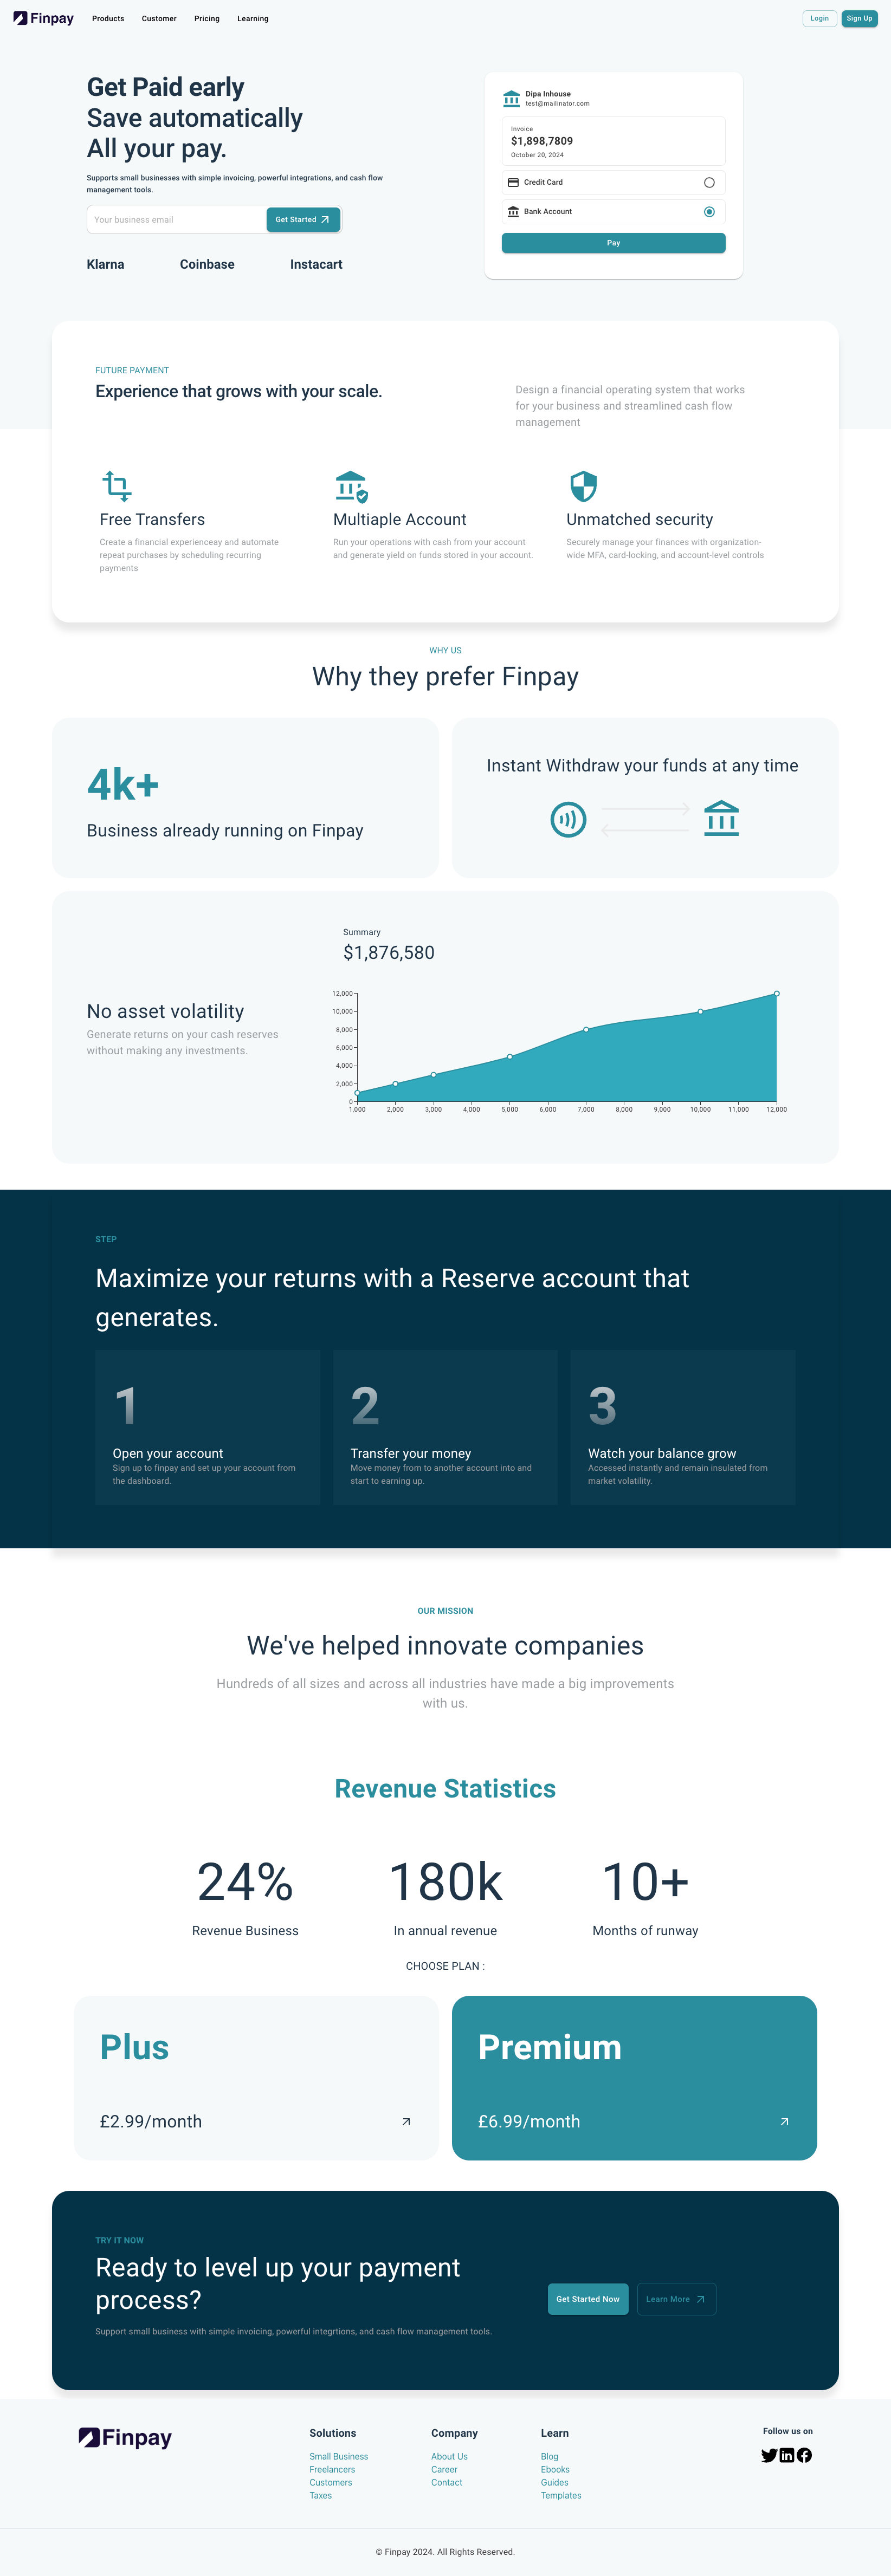 Finpay
Products
Customer
Pricing
Learning
Login
Sign Up
Get Paid early
Save automatically
All your pay.
Supports small businesses with simple invoicing, powerful integrations, and cash flow
management tools.
Your business email
Get Started
Klarna
Coinbase
Instacart
Dipa Inhouse
test@mailinator.com
Invoice
$1,898,7809
October 20, 2024
Credit Card
Bank Account
Pay
FUTURE PAYMENT
Experience that grows with your scale.
Design a financial operating system that works
for your business and streamlined cash flow
management
Free Transfers
Create a financial experienceay and automate
repeat purchases by scheduling recurring
payments
Multiaple Account
Run your operations with cash from your account
and generate yield on funds stored in your account.
Unmatched security
Securely manage your finances with organization-
wide MFA, card-locking, and account-level controls
WHY US
Why they prefer Finpay
4k+
Business already running on Finpay
Instant Withdraw your funds at any time
No asset volatility
Generate returns on your cash reserves
without making any investments.
Summary
$1,876,580
12,000
10,000
8,000
6,000
4,000
2,000
0
1,000
2,000
3,000
4,000
5,000
6,000
7,000
8,000
9,000
10,000
11,000
12,000
STEP
Maximize your returns with a Reserve account that
generates.
1
Open your account
Sign up to finpay and set up your account from
the dashboard.
2
Transfer your money
Move money from to another account into and
start to earning up.
3
Watch your balance grow
Accessed instantly and remain insulated from
market volatility.
OUR MISSION
We've helped innovate companies
Hundreds of all sizes and across all industries have made a big improvements
with us.
Revenue Statistics
24%
Revenue Business
180k
In annual revenue
10+
Months of runway
CHOOSE PLAN :
Plus
£2.99/month
Premium
£6.99/month
TRY IT NOW
Ready to level up your payment
process?
Support small business with simple invoicing, powerful integrtions, and cash flow management tools.
Get Started Now
Learn More
Finpay
Solutions
Small Business
Freelancers
Customers
Taxes
Company
About Us
Career
Contact
Learn
Blog
Ebooks
Guides
Templates
Follow us on
© Finpay 2024. All Rights Reserved.